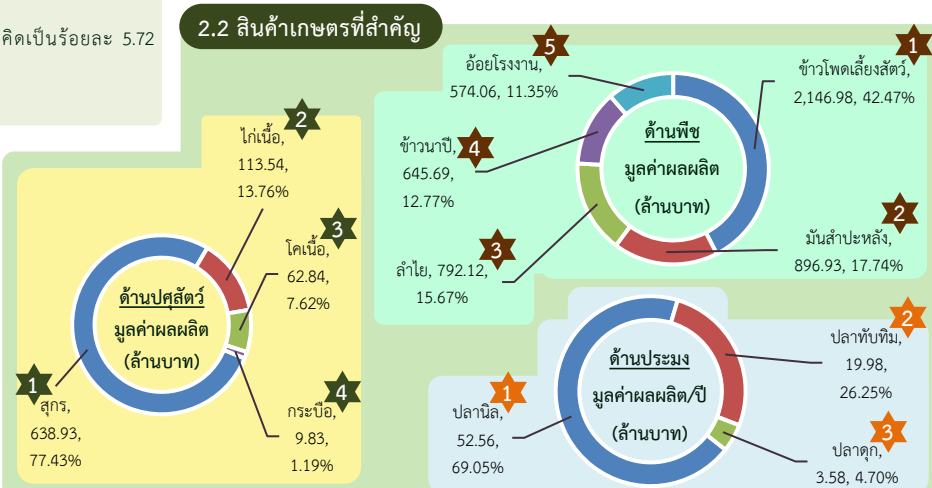 คิดเป็นร้อยละ 5.72
2.2 สินค้าเกษตรที่สำคัญ
5
อ้อยโรงงาน,
574.06, 11.35%
1
ข้าวโพดเลี้ยงสัตว์,
2,146.98, 42.47%
4
ข้าวนาปี,
645.69,
12.77%
ด้านพืช
มูลค่าผลผลิต
(ล้านบาท)
2
มันสำปะหลัง,
896.93, 17.74%
3
ลำไย, 792.12,
15.67%
2
ไก่เนื้อ,
113.54,
13.76%
3
โคเนื้อ,
62.84,
7.62%
ด้านปศุสัตว์
มูลค่าผลผลิต
(ล้านบาท)
1
สุกร,
638.93,
77.43%
4
กระบือ,
9.83,
1.19%
2
ปลาทับทิม,
19.98,
26.25%
ด้านประมง
มูลค่าผลผลิต/ปี
(ล้านบาท)
1
ปลานิล,
52.56,
69.05%
3
ปลาดุก,
3.58, 4.70%